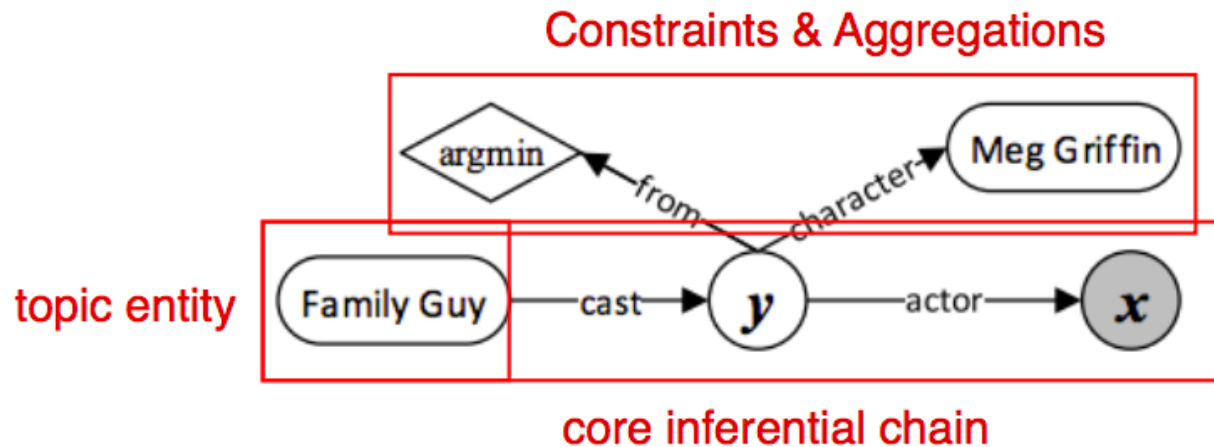 Constraints & Aggregations
argmin
Meg Griffin
from
character
topic entity
Family Guy
cast
y
actor
x
core inferential chain